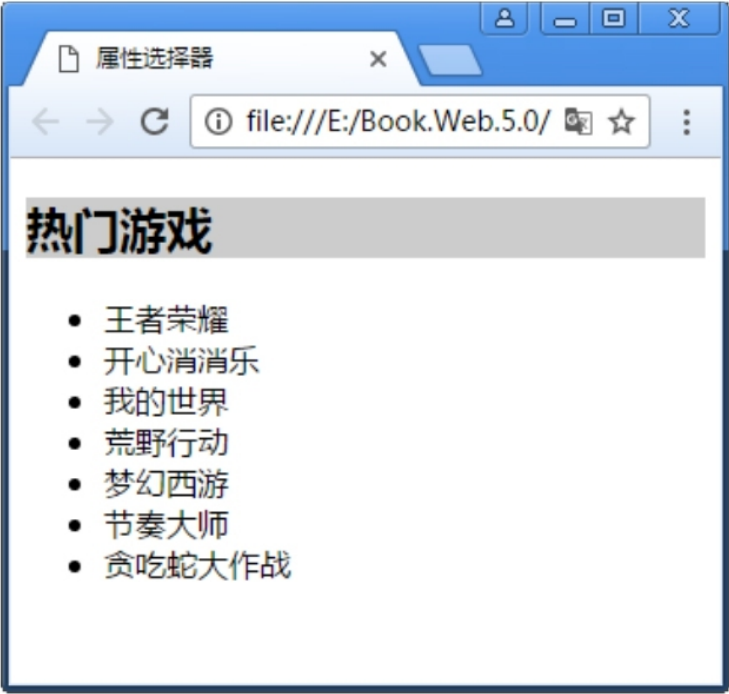 属性选择器
file:///E:/Book.Web.5.0/
热门游戏
王者荣耀
开心消消乐
我的世界
荒野行动
梦幻西游
节奏大师
贪吃蛇大作战